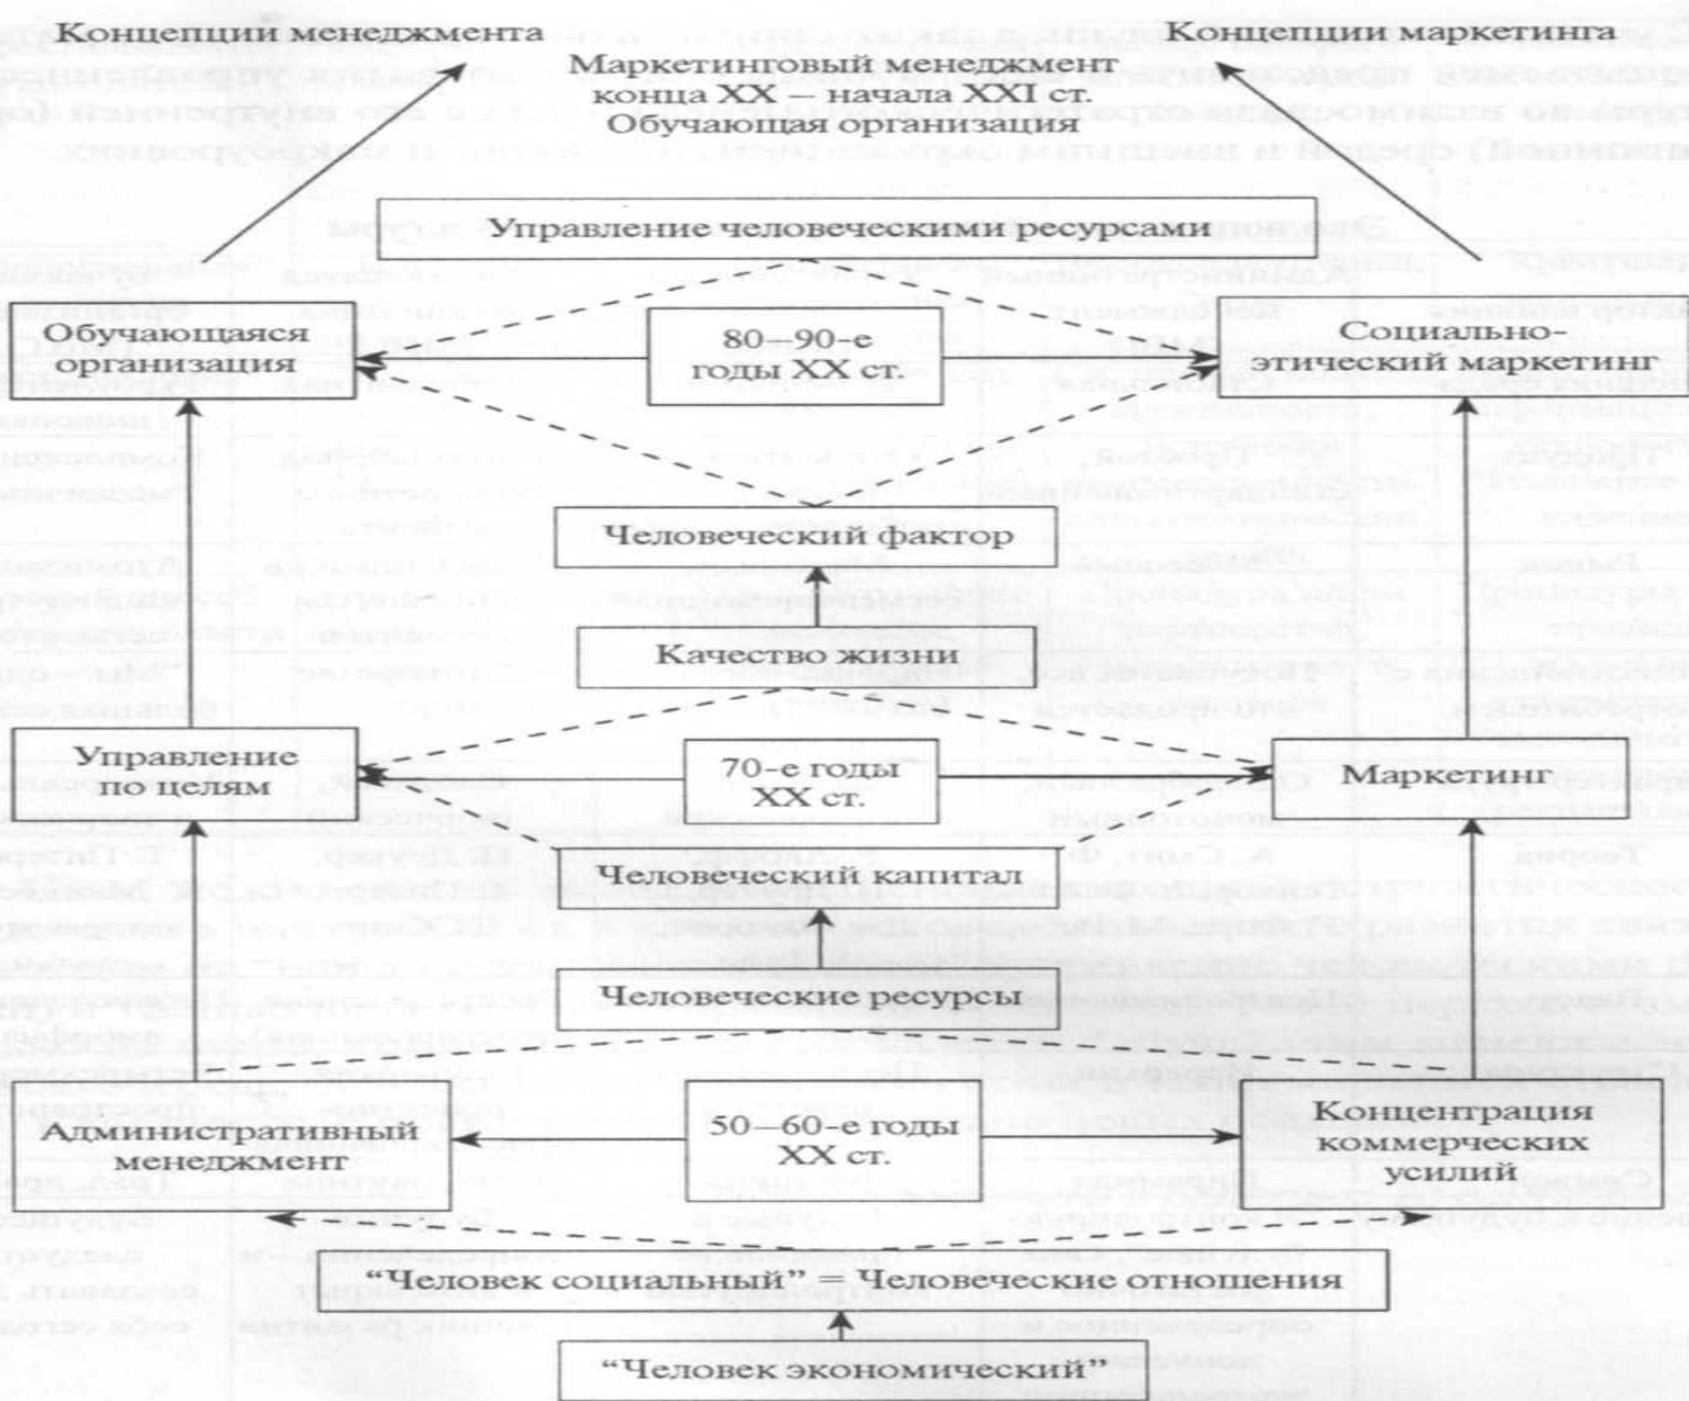 Концепции менеджмента
Концепции маркетинга
Маркетинговый менеджмент
конца XX — начала XXI ст.
Обучающая организация
Управление человеческими ресурсами
Обучающаяся
организация
80—90-е
годы XX ст.
Социально-
этический маркетинг
Человеческий фактор
Качество жизни
Управление
по целям
70-е годы
XX ст.
Маркетинг
Человеческий капитал
Человеческие ресурсы
Административный
менеджмент
50—60-е годы
XX ст.
Концентрация
коммерческих
усилий
“Человек социальный” = Человеческие отношения
“Человек экономический”